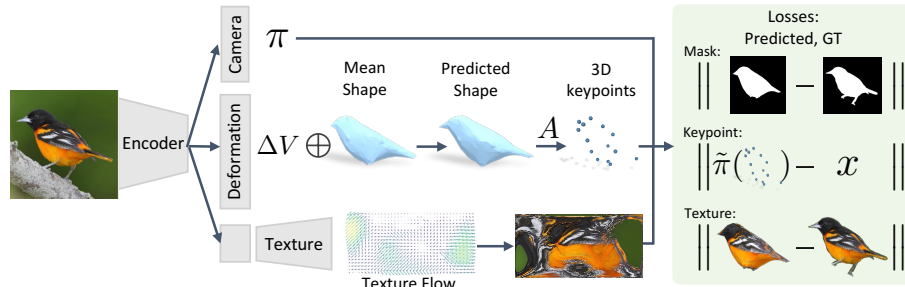 Encoder
Camera
π
Deformation
ΔV ⊕
Mean
Shape
Predicted
Shape
A
3D
keypoints
Texture
Texture Flow
Losses:
Predicted, GT
Mask:
|| − ||
Keypoint:
|| π̃( ) − x ||
Texture:
|| − ||